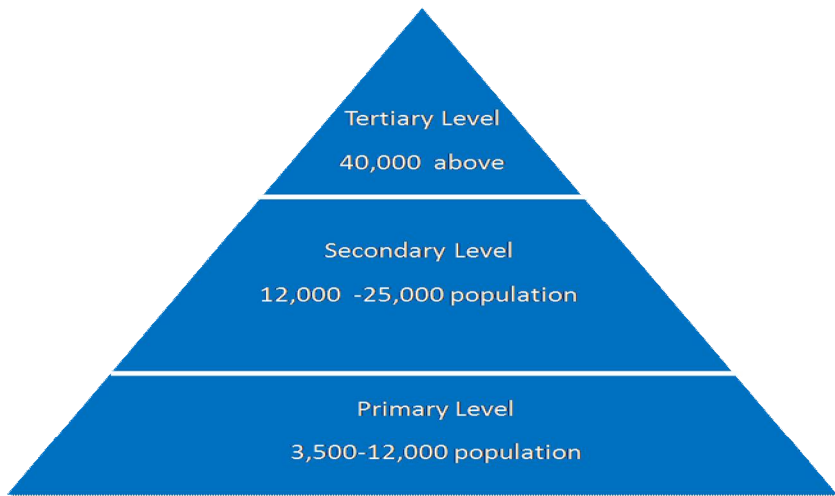 Tertiary Level
40,000  above
Secondary Level
12,000  -25,000 population
Primary Level
3,500-12,000 population